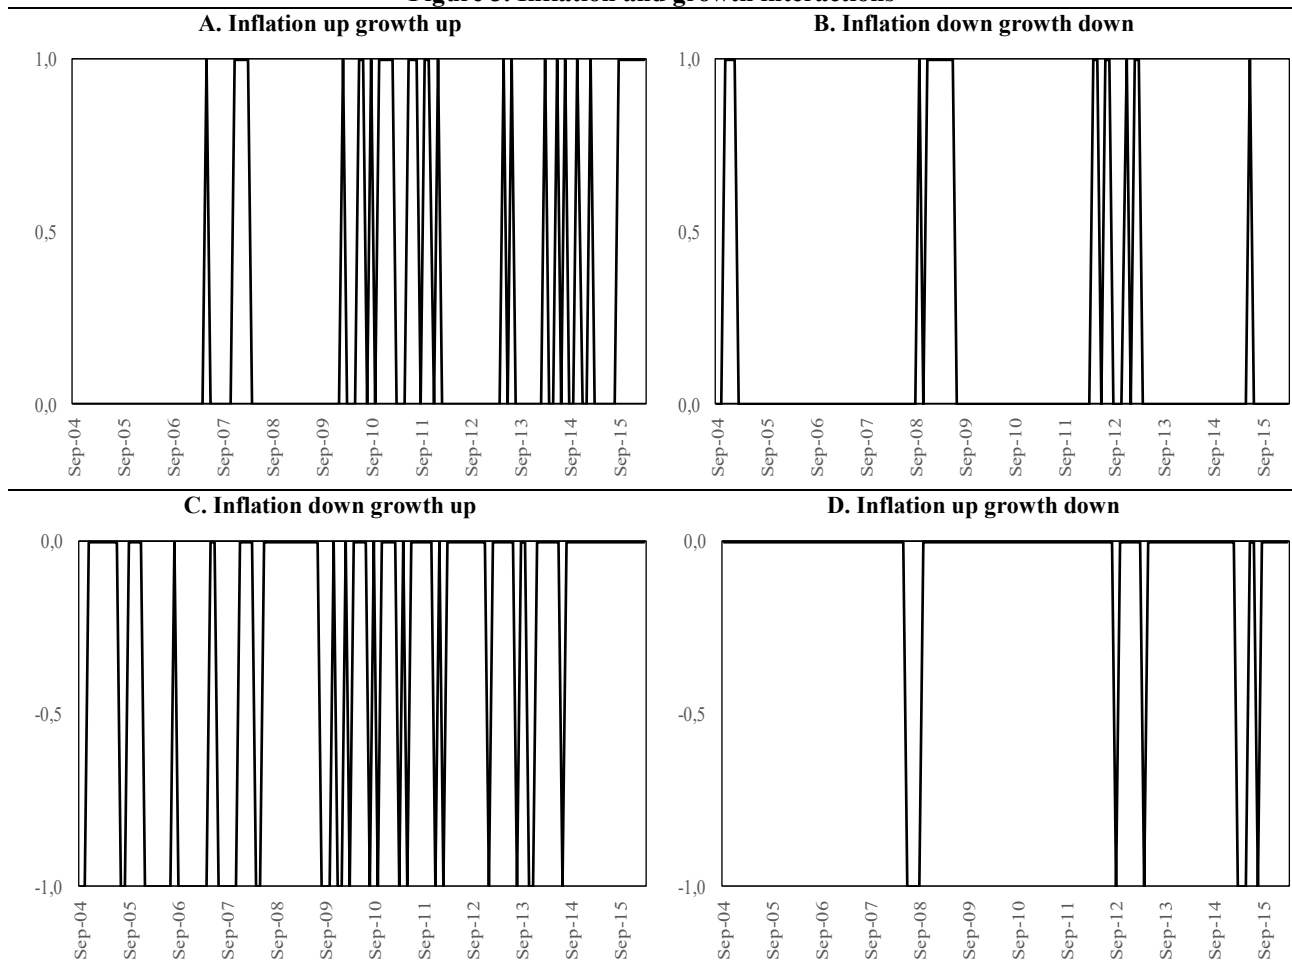 Figure 3. Inflation and growth interactions
A. Inflation up growth up
1,0
0,5
0,0
Sep-04
Sep-05
Sep-06
Sep-07
Sep-08
Sep-09
Sep-10
Sep-11
Sep-12
Sep-13
Sep-14
Sep-15
B. Inflation down growth down
1,0
0,5
0,0
Sep-04
Sep-05
Sep-06
Sep-07
Sep-08
Sep-09
Sep-10
Sep-11
Sep-12
Sep-13
Sep-14
Sep-15
C. Inflation down growth up
0,0
-0,5
-1,0
Sep-04
Sep-05
Sep-06
Sep-07
Sep-08
Sep-09
Sep-10
Sep-11
Sep-12
Sep-13
Sep-14
Sep-15
D. Inflation up growth down
0,0
-0,5
-1,0
Sep-04
Sep-05
Sep-06
Sep-07
Sep-08
Sep-09
Sep-10
Sep-11
Sep-12
Sep-13
Sep-14
Sep-15